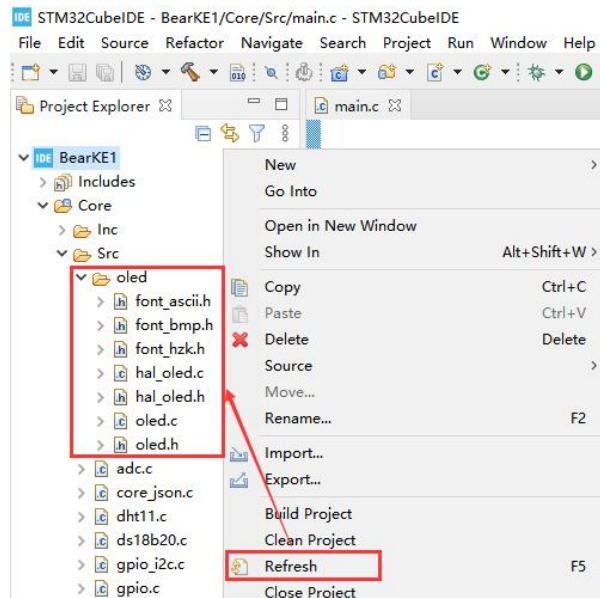 IDE STM32CubeIDE - BearKE1/Core/Src/main.c - STM32CubeIDE
File Edit Source Refactor Navigate Search Project Run Window Help
010
Project Explorer
.c main.c
IDE BearKE1
Includes
Core
Inc
Src
oled
.h font_ascii.h
.h font_bmp.h
.h font_hzk.h
.c hal_oled.c
.h hal_oled.h
.c oled.c
.h oled.h
.c adc.c
.c core_json.c
.c dht11.c
.c ds18b20.c
.c gpio_i2c.c
.c gpio.c
New
Go Into
Open in New Window
Show In Alt+Shift+W
Copy Ctrl+C
Paste Ctrl+V
Delete Delete
Source
Move...
Rename... F2
Import...
Export...
Build Project
Clean Project
Refresh F5
Close Project